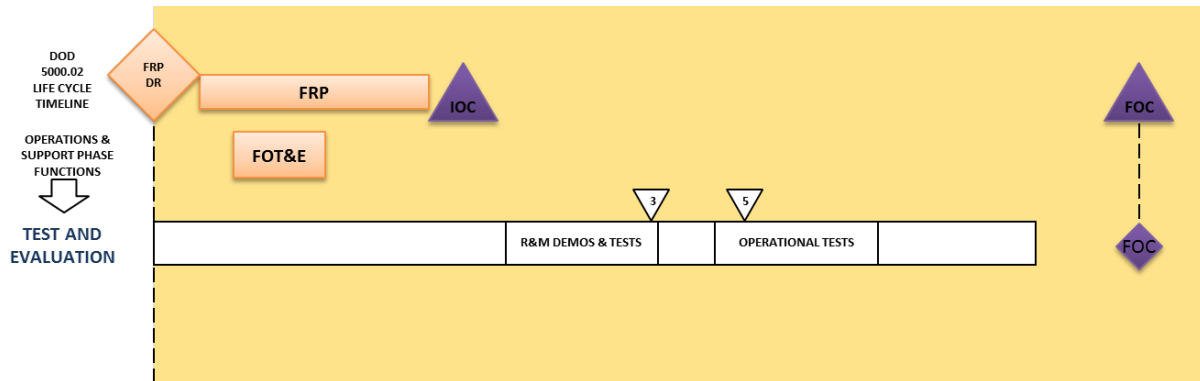 DOD
5000.02
LIFE CYCLE
TIMELINE
FRP
DR
FRP
IOC
FOC
OPERATIONS &
SUPPORT PHASE
FUNCTIONS
FOT&E
3
5
TEST AND
EVALUATION
R&M DEMOS & TESTS
OPERATIONAL TESTS
FOC